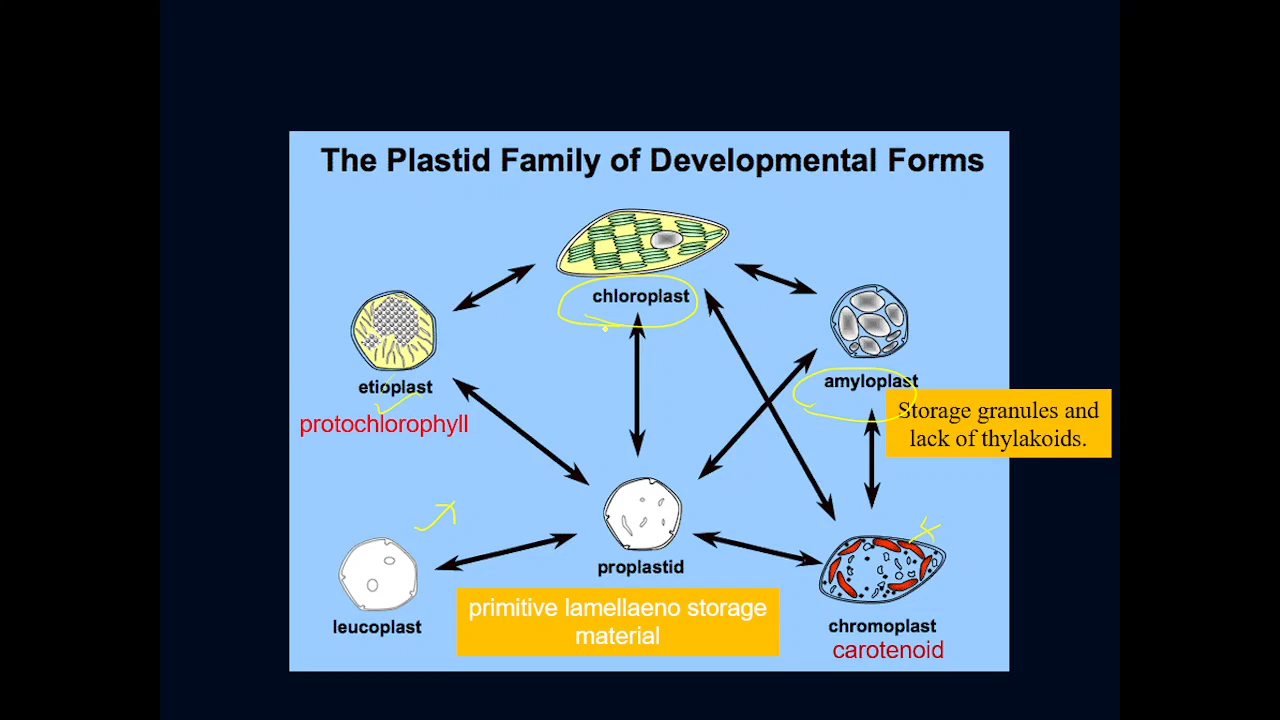 The Plastid Family of Developmental Forms
chloroplast
etioplast
protochlorophyll
amyloplast
Storage granules and
lack of thylakoids.
proplastid
primitive lamellaeno storage
material
leucoplast
chromoplast
carotenoid